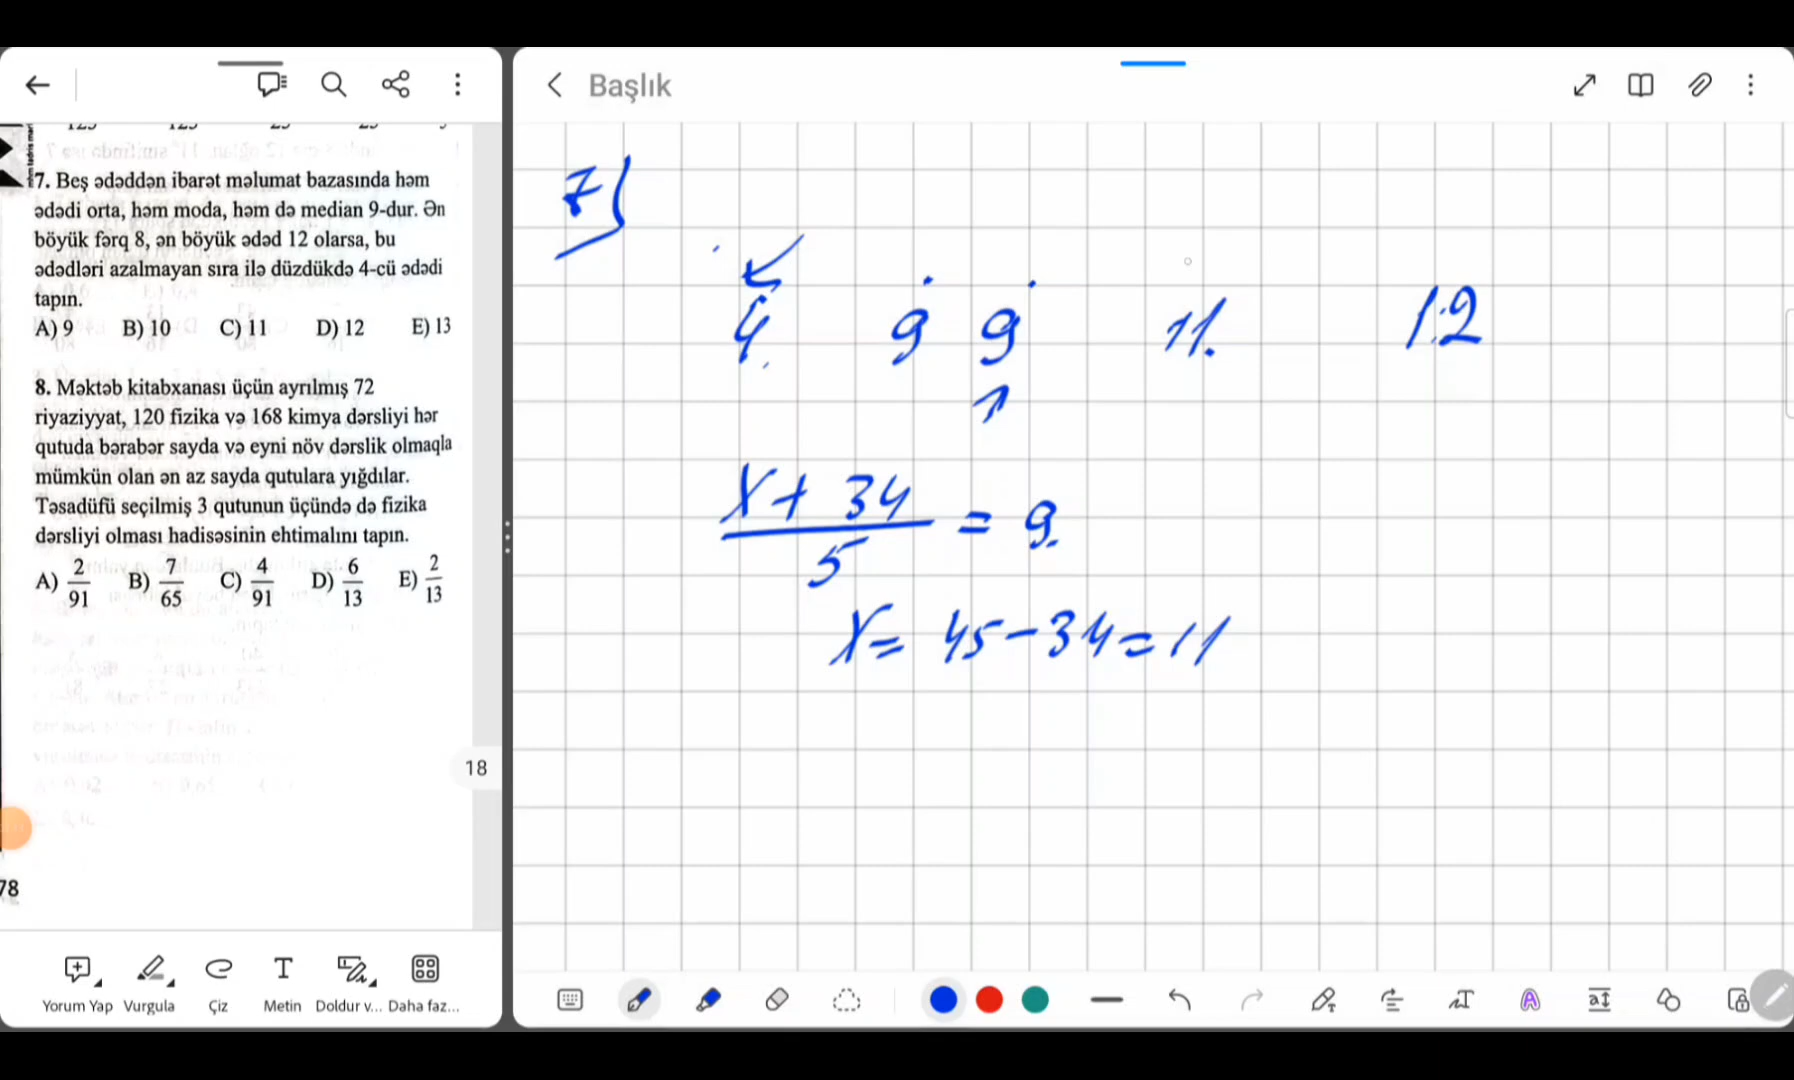 Başlık
17. Beş ədəddən ibarət məlumat bazasında həm
ədədi orta, həm moda, həm də median 9-dur. Ən
böyük fərq 8, ən böyük ədəd 12 olarsa, bu
ədədləri azalmayan sıra ilə düzdükdə 4-cü ədədi
tapın.
A) 9 B) 10 C) 11 D) 12 E) 13
8. Məktəb kitabxanası üçün ayrılmış 72
riyaziyyat, 120 fizika və 168 kimya dərsliyi hər
qutuda bərabər sayda və eyni növ dərslik olmaqla
mümkün olan ən az sayda qutulara yığdılar.
Təsadüfü seçilmiş 3 qutunun üçündə də fizika
dərsliyi olması hadisəsinin ehtimalını tapın.
A) 2/91 B) 7/65 C) 4/91 D) 6/13 E) 2/13
18
78
Yorum Yap Vurgula Çiz Metin Doldur v... Daha faz...
7)
4 9 9 11. 12
x + 34 / 5 = 9.
x = 45 - 34 = 11